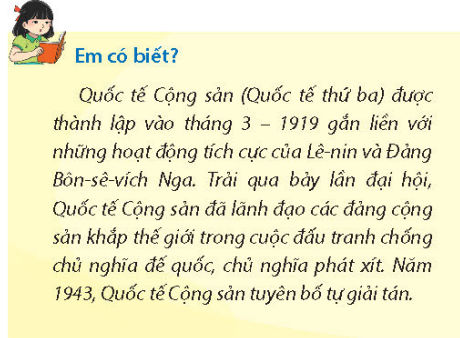 Em có biết?
Quốc tế Cộng sản (Quốc tế thứ ba) được
thành lập vào tháng 3 – 1919 gắn liền với
những hoạt động tích cực của Lê-nin và Đảng
Bôn-sê-vích Nga. Trải qua bảy lần đại hội,
Quốc tế Cộng sản đã lãnh đạo các đảng cộng
sản khắp thế giới trong cuộc đấu tranh chống
chủ nghĩa đế quốc, chủ nghĩa phát xít. Năm
1943, Quốc tế Cộng sản tuyên bố tự giải tán.